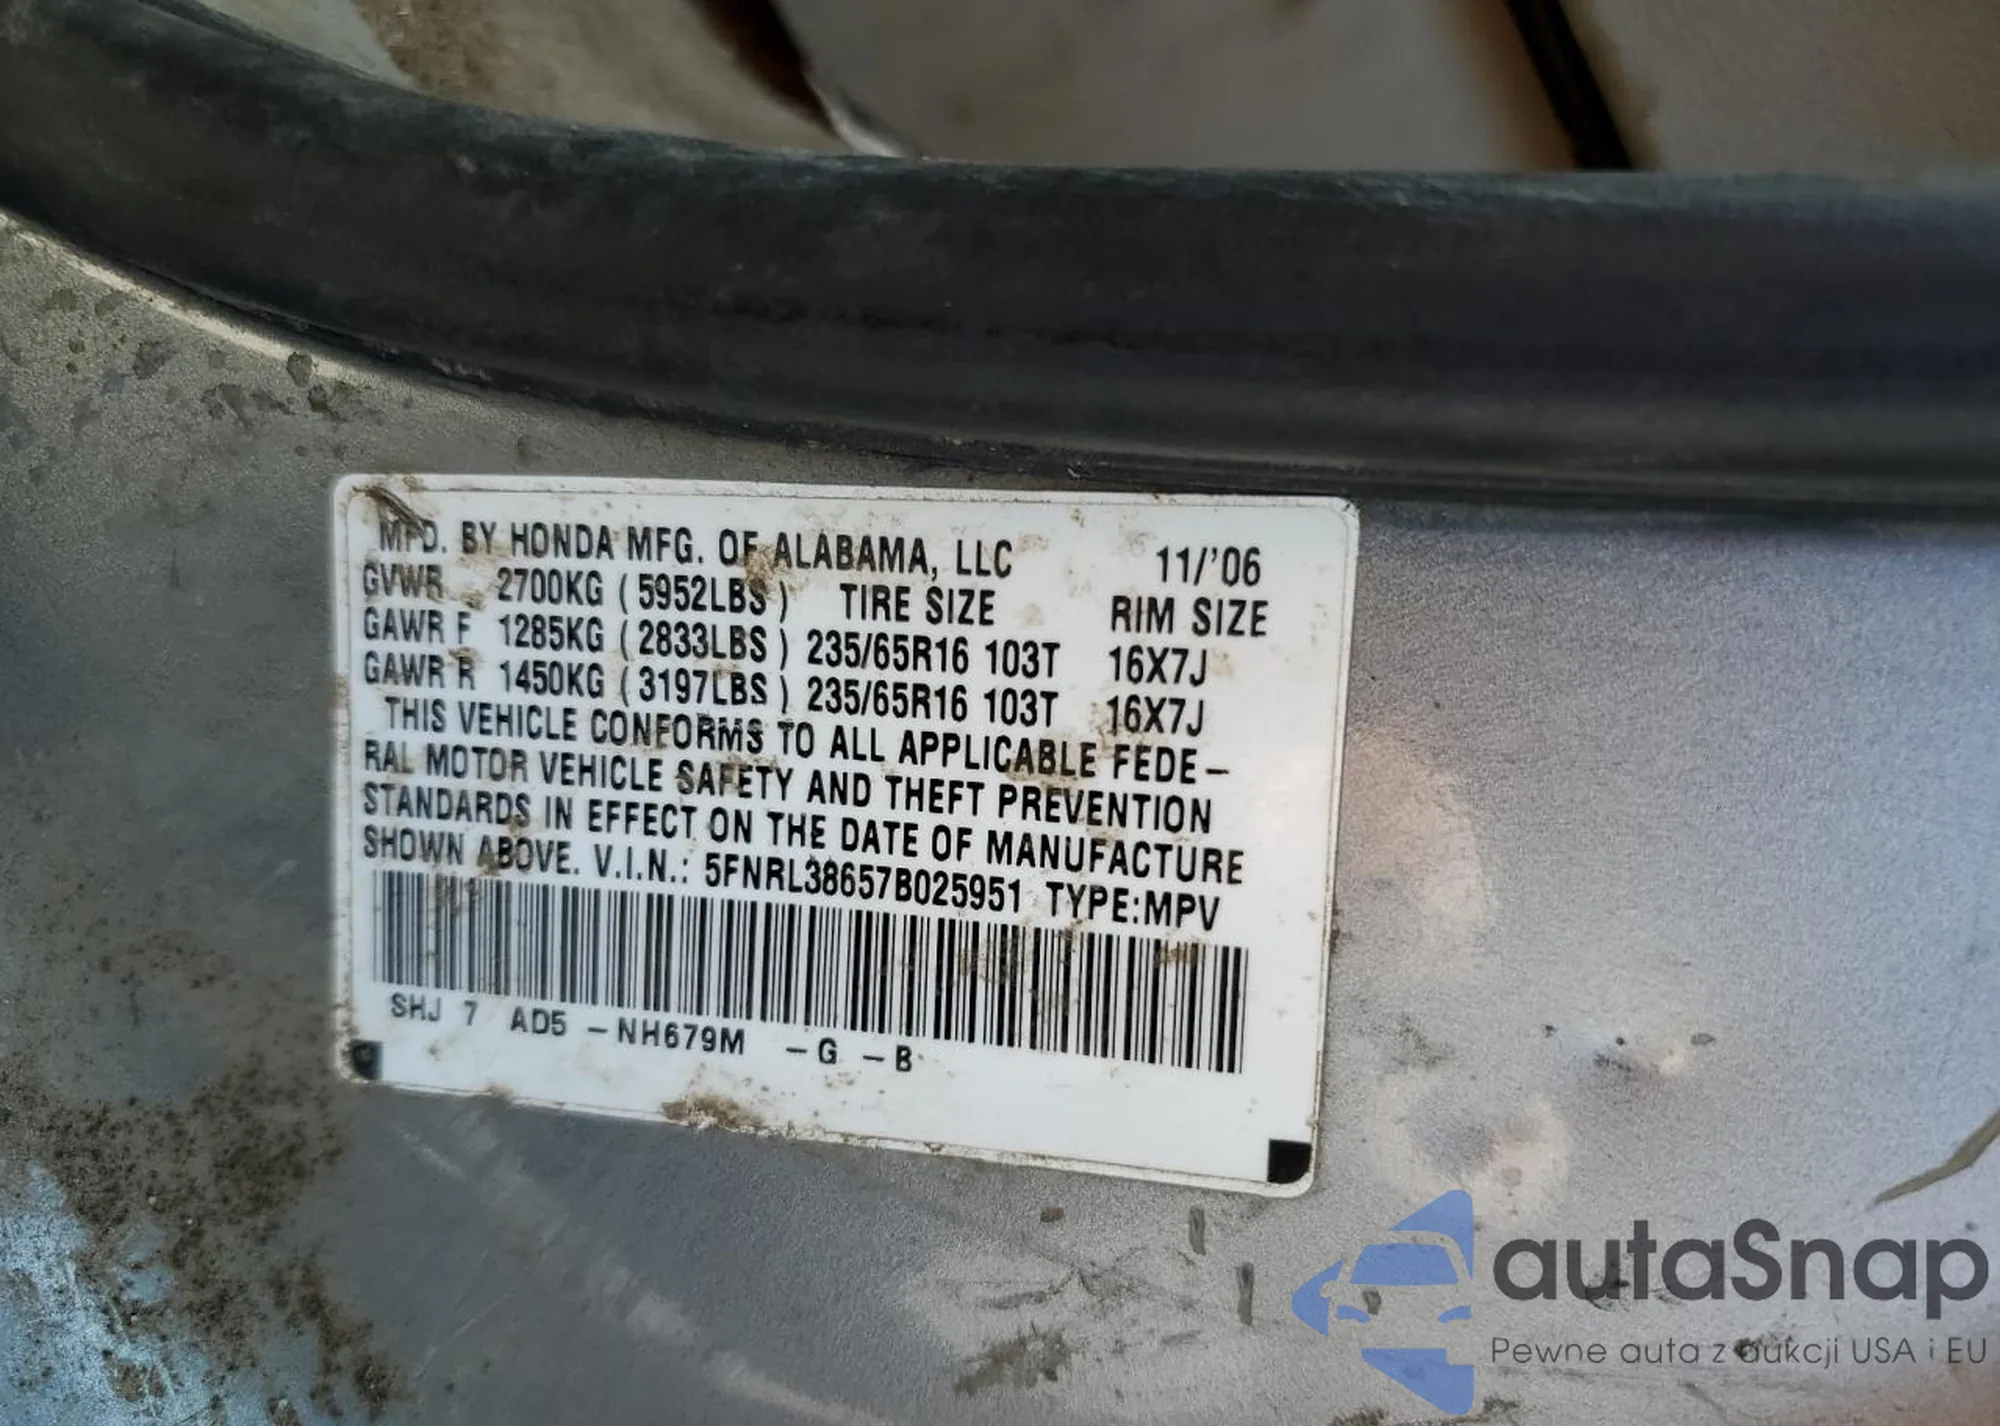 MFD. BY HONDA MFG. OF ALABAMA, LLC 11/'06
GVWR 2700KG (5952LBS) TIRE SIZE RIM SIZE
GAWR F 1285KG (2833LBS) 235/65R16 103T 16X7J
GAWR R 1450KG (3197LBS) 235/65R16 103T 16X7J
THIS VEHICLE CONFORMS TO ALL APPLICABLE FEDE-
RAL MOTOR VEHICLE SAFETY AND THEFT PREVENTION
STANDARDS IN EFFECT ON THE DATE OF MANUFACTURE
SHOWN ABOVE. V.I.N.: 5FNRL38657B025951 TYPE:MPV
SHJ 7 AD5 -NH679M -G -B
autaSnap
Pewne auta z aukcji USA i EU